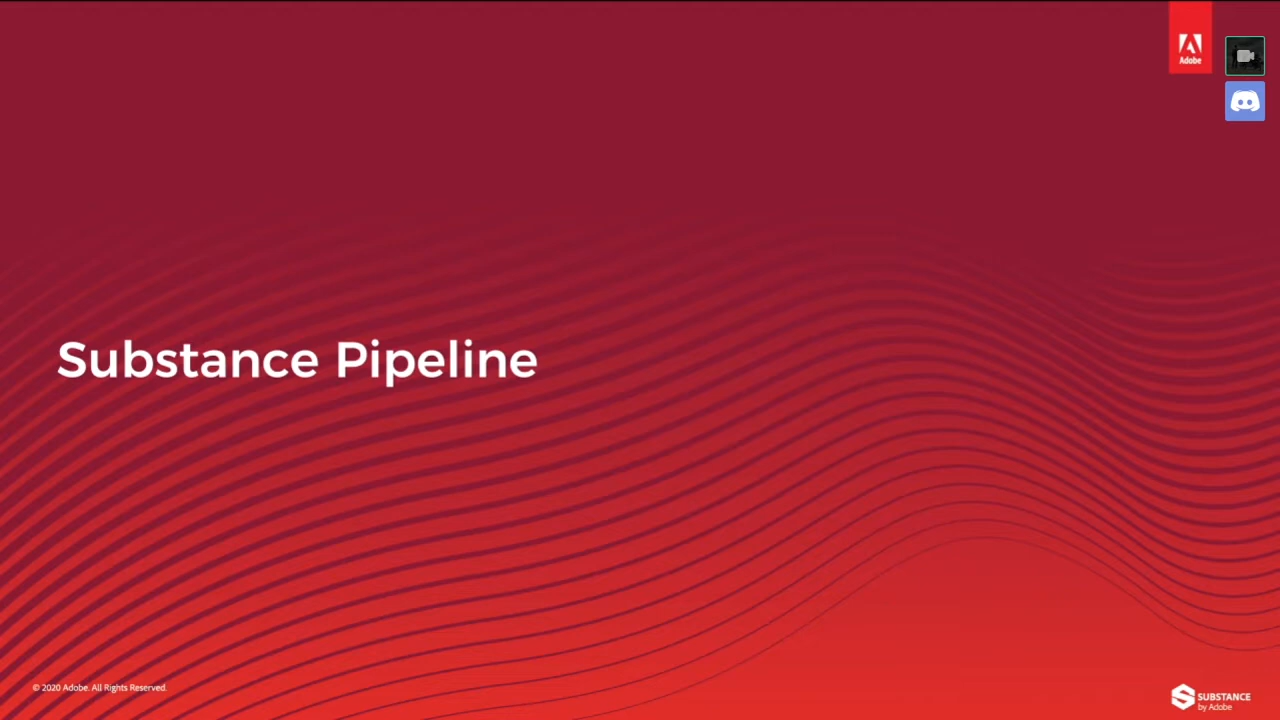 Adobe
Substance Pipeline
© 2020 Adobe. All Rights Reserved.
SUBSTANCE
by Adobe